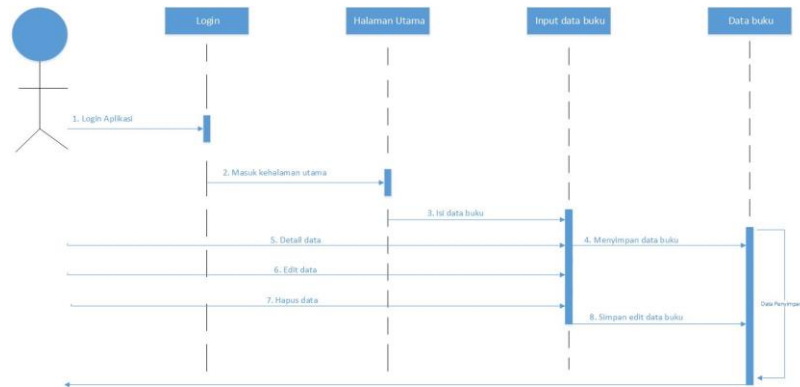 Login
Halaman Utama
Input data buku
Data buku
1. Login Aplikasi
2. Masuk kehalaman utama
3. Isi data buku
5. Detail data
4. Menyimpan data buku
6. Edit data
7. Hapus data
8. Simpan edit data buku
Data